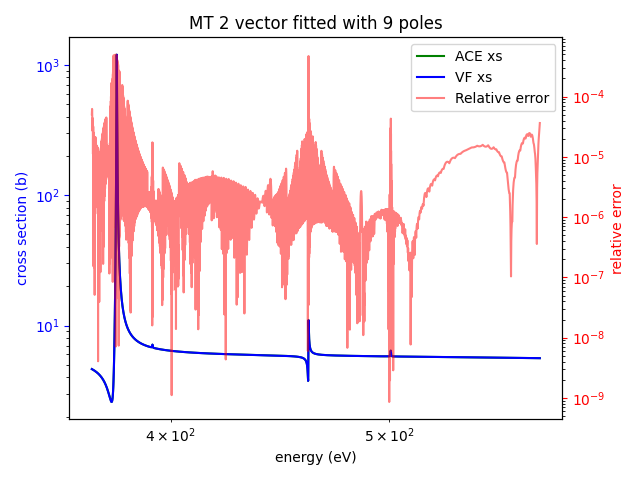 MT 2 vector fitted with 9 poles
ACE xs
VF xs
Relative error
10³
10²
10¹
cross section (b)
10⁻⁴
10⁻⁵
10⁻⁶
10⁻⁷
10⁻⁸
10⁻⁹
relative error
4 × 10²
5 × 10²
energy (eV)